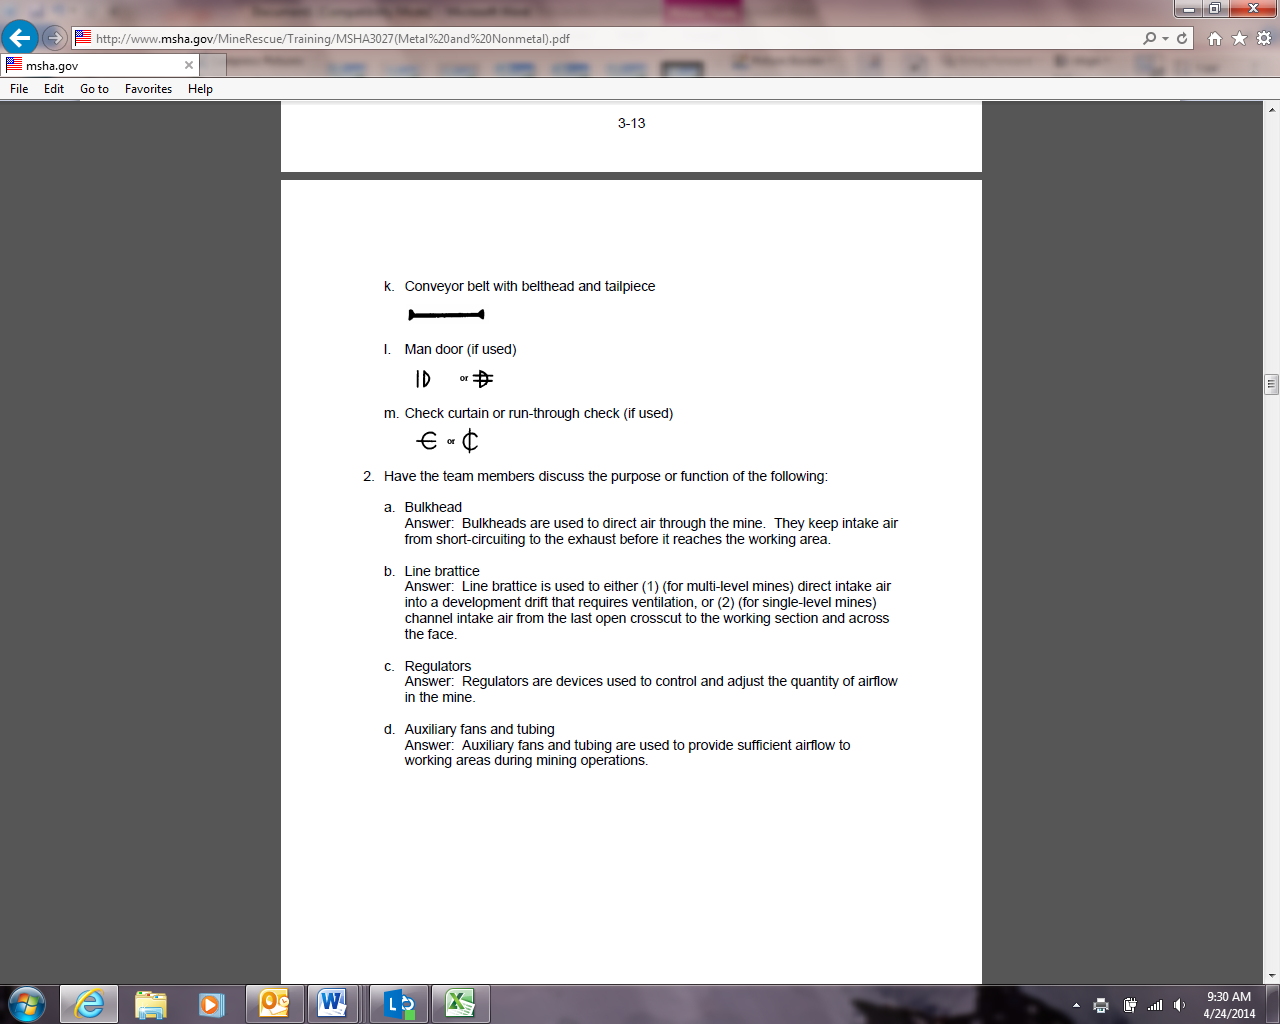 http://www.msha.gov/MineRescue/Training/MSHA3027(Metal%20and%20Nonmetal).pdf
msha.gov
File Edit Go to Favorites Help
3-13
k. Conveyor belt with belthead and tailpiece
l. Man door (if used)
or
m. Check curtain or run-through check (if used)
or
2. Have the team members discuss the purpose or function of the following:
a. Bulkhead
Answer: Bulkheads are used to direct air through the mine. They keep intake air
from short-circuiting to the exhaust before it reaches the working area.
b. Line brattice
Answer: Line brattice is used to either (1) (for multi-level mines) direct intake air
into a development drift that requires ventilation, or (2) (for single-level mines)
channel intake air from the last open crosscut to the working section and across
the face.
c. Regulators
Answer: Regulators are devices used to control and adjust the quantity of airflow
in the mine.
d. Auxiliary fans and tubing
Answer: Auxiliary fans and tubing are used to provide sufficient airflow to
working areas during mining operations.
9:30 AM
4/24/2014